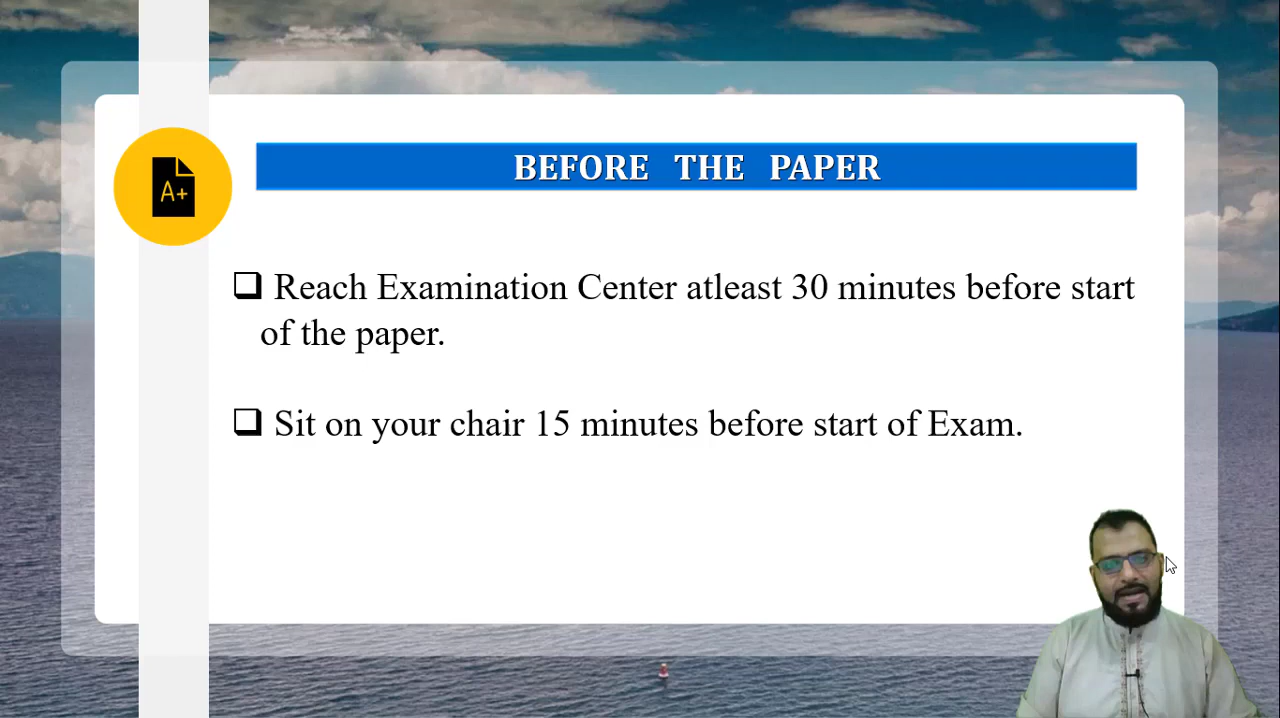 A+
BEFORE THE PAPER
❑ Reach Examination Center atleast 30 minutes before start
of the paper.
❑ Sit on your chair 15 minutes before start of Exam.